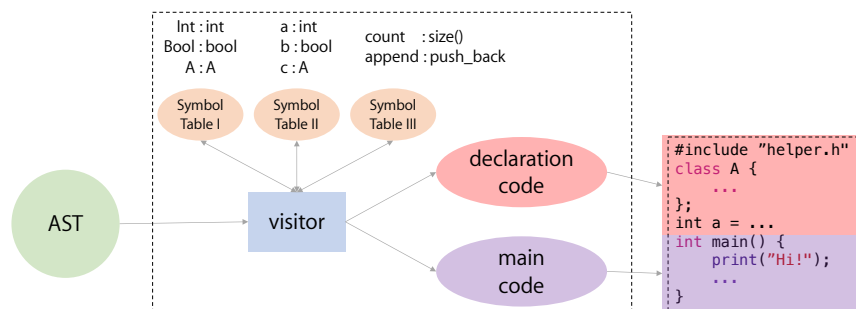 Int : int
Bool : bool
A : A
a : int
b : bool
c : A
count : size()
append : push_back
Symbol
Table I
Symbol
Table II
Symbol
Table III
AST
visitor
declaration
code
main
code
#include ”helper.h"
class A {
...
};
int a = ...
int main() {
print(”Hi!");
...
}